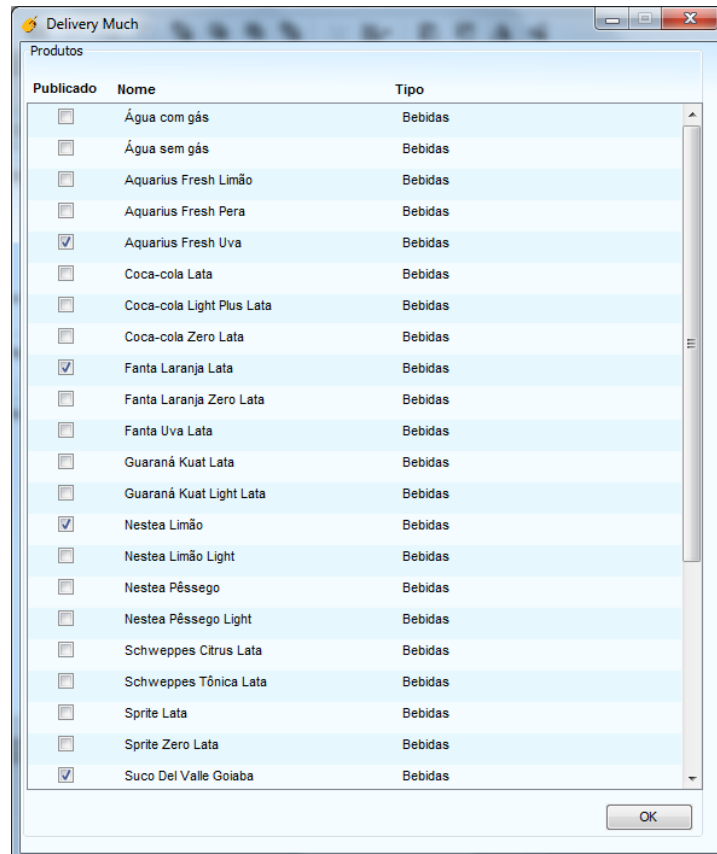 Delivery Much
Produtos
Publicado Nome Tipo
Água com gás Bebidas
Água sem gás Bebidas
Aquarius Fresh Limão Bebidas
Aquarius Fresh Pera Bebidas
Aquarius Fresh Uva Bebidas
Coca-cola Lata Bebidas
Coca-cola Light Plus Lata Bebidas
Coca-cola Zero Lata Bebidas
Fanta Laranja Lata Bebidas
Fanta Laranja Zero Lata Bebidas
Fanta Uva Lata Bebidas
Guaraná Kuat Lata Bebidas
Guaraná Kuat Light Lata Bebidas
Nestea Limão Bebidas
Nestea Limão Light Bebidas
Nestea Pêssego Bebidas
Nestea Pêssego Light Bebidas
Schweppes Citrus Lata Bebidas
Schweppes Tônica Lata Bebidas
Sprite Lata Bebidas
Sprite Zero Lata Bebidas
Suco Del Valle Goiaba Bebidas
OK